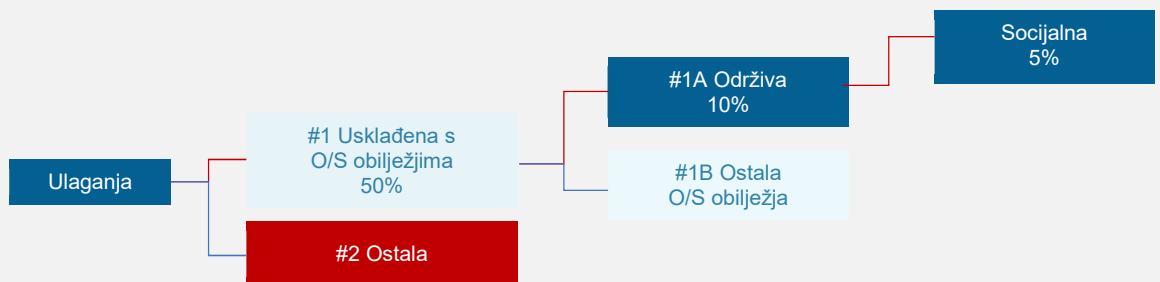 Ulaganja
#1 Usklađena s
O/S obilježjima
50%
#2 Ostala
#1A Održiva
10%
#1B Ostala
O/S obilježja
Socijalna
5%